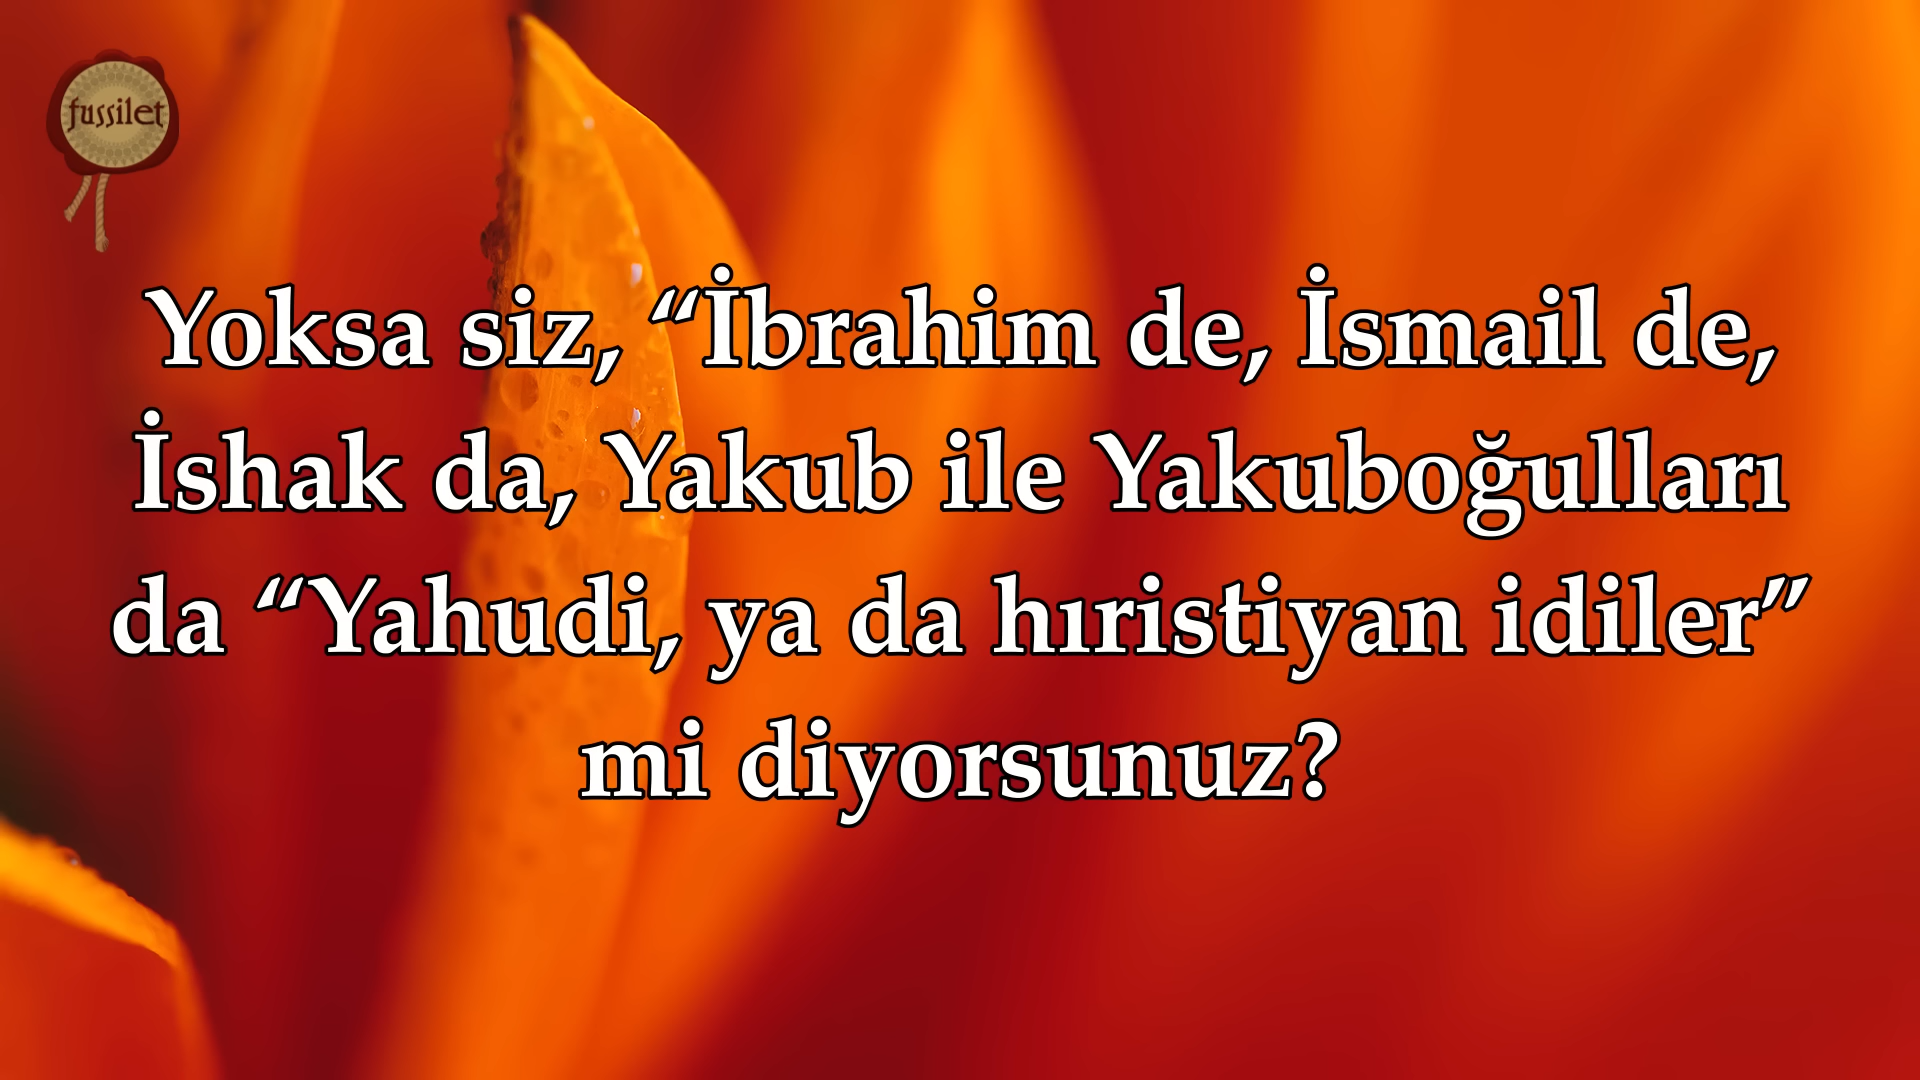 fussilet
Yoksa siz, “İbrahim de, İsmail de,
İshak da, Yakub ile Yakuboğulları
da “Yahudi, ya da hıristiyan idiler”
mi diyorsunuz?